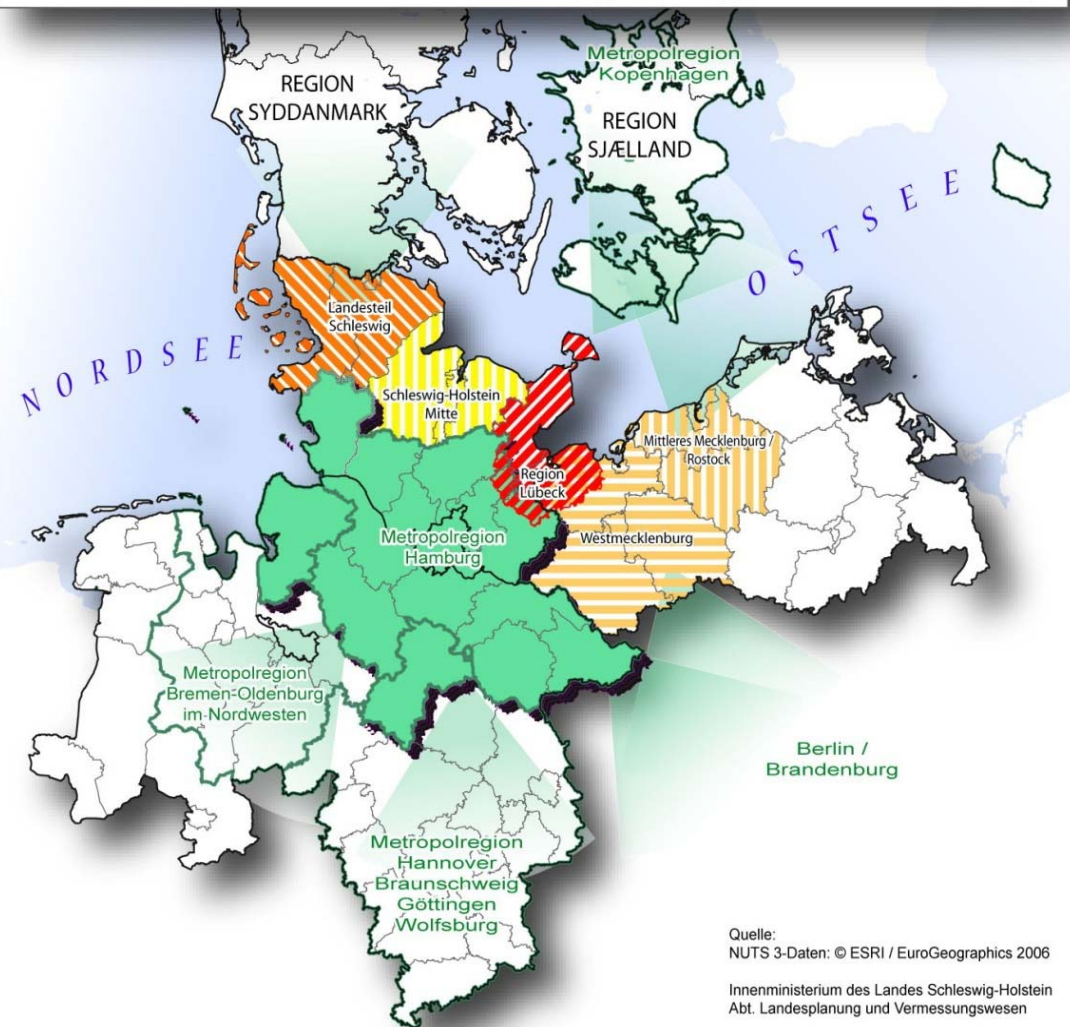 Metropolregion
Kopenhagen
REGION
SYDDANMARK
REGION
SJÆLLAND
OSTSEE
NORDSEE
Landesteil
Schleswig
Schleswig-Holstein
Mitte
Mittleres Mecklenburg /
Rostock
Region
Lübeck
Westmecklenburg
Metropolregion
Hamburg
Metropolregion
Bremen-Oldenburg
im Nordwesten
Berlin /
Brandenburg
Metropolregion
Hannover
Braunschweig
Göttingen
Wolfsburg
Quelle:
NUTS 3-Daten: © ESRI / EuroGeographics 2006
Innenministerium des Landes Schleswig-Holstein
Abt. Landesplanung und Vermessungswesen